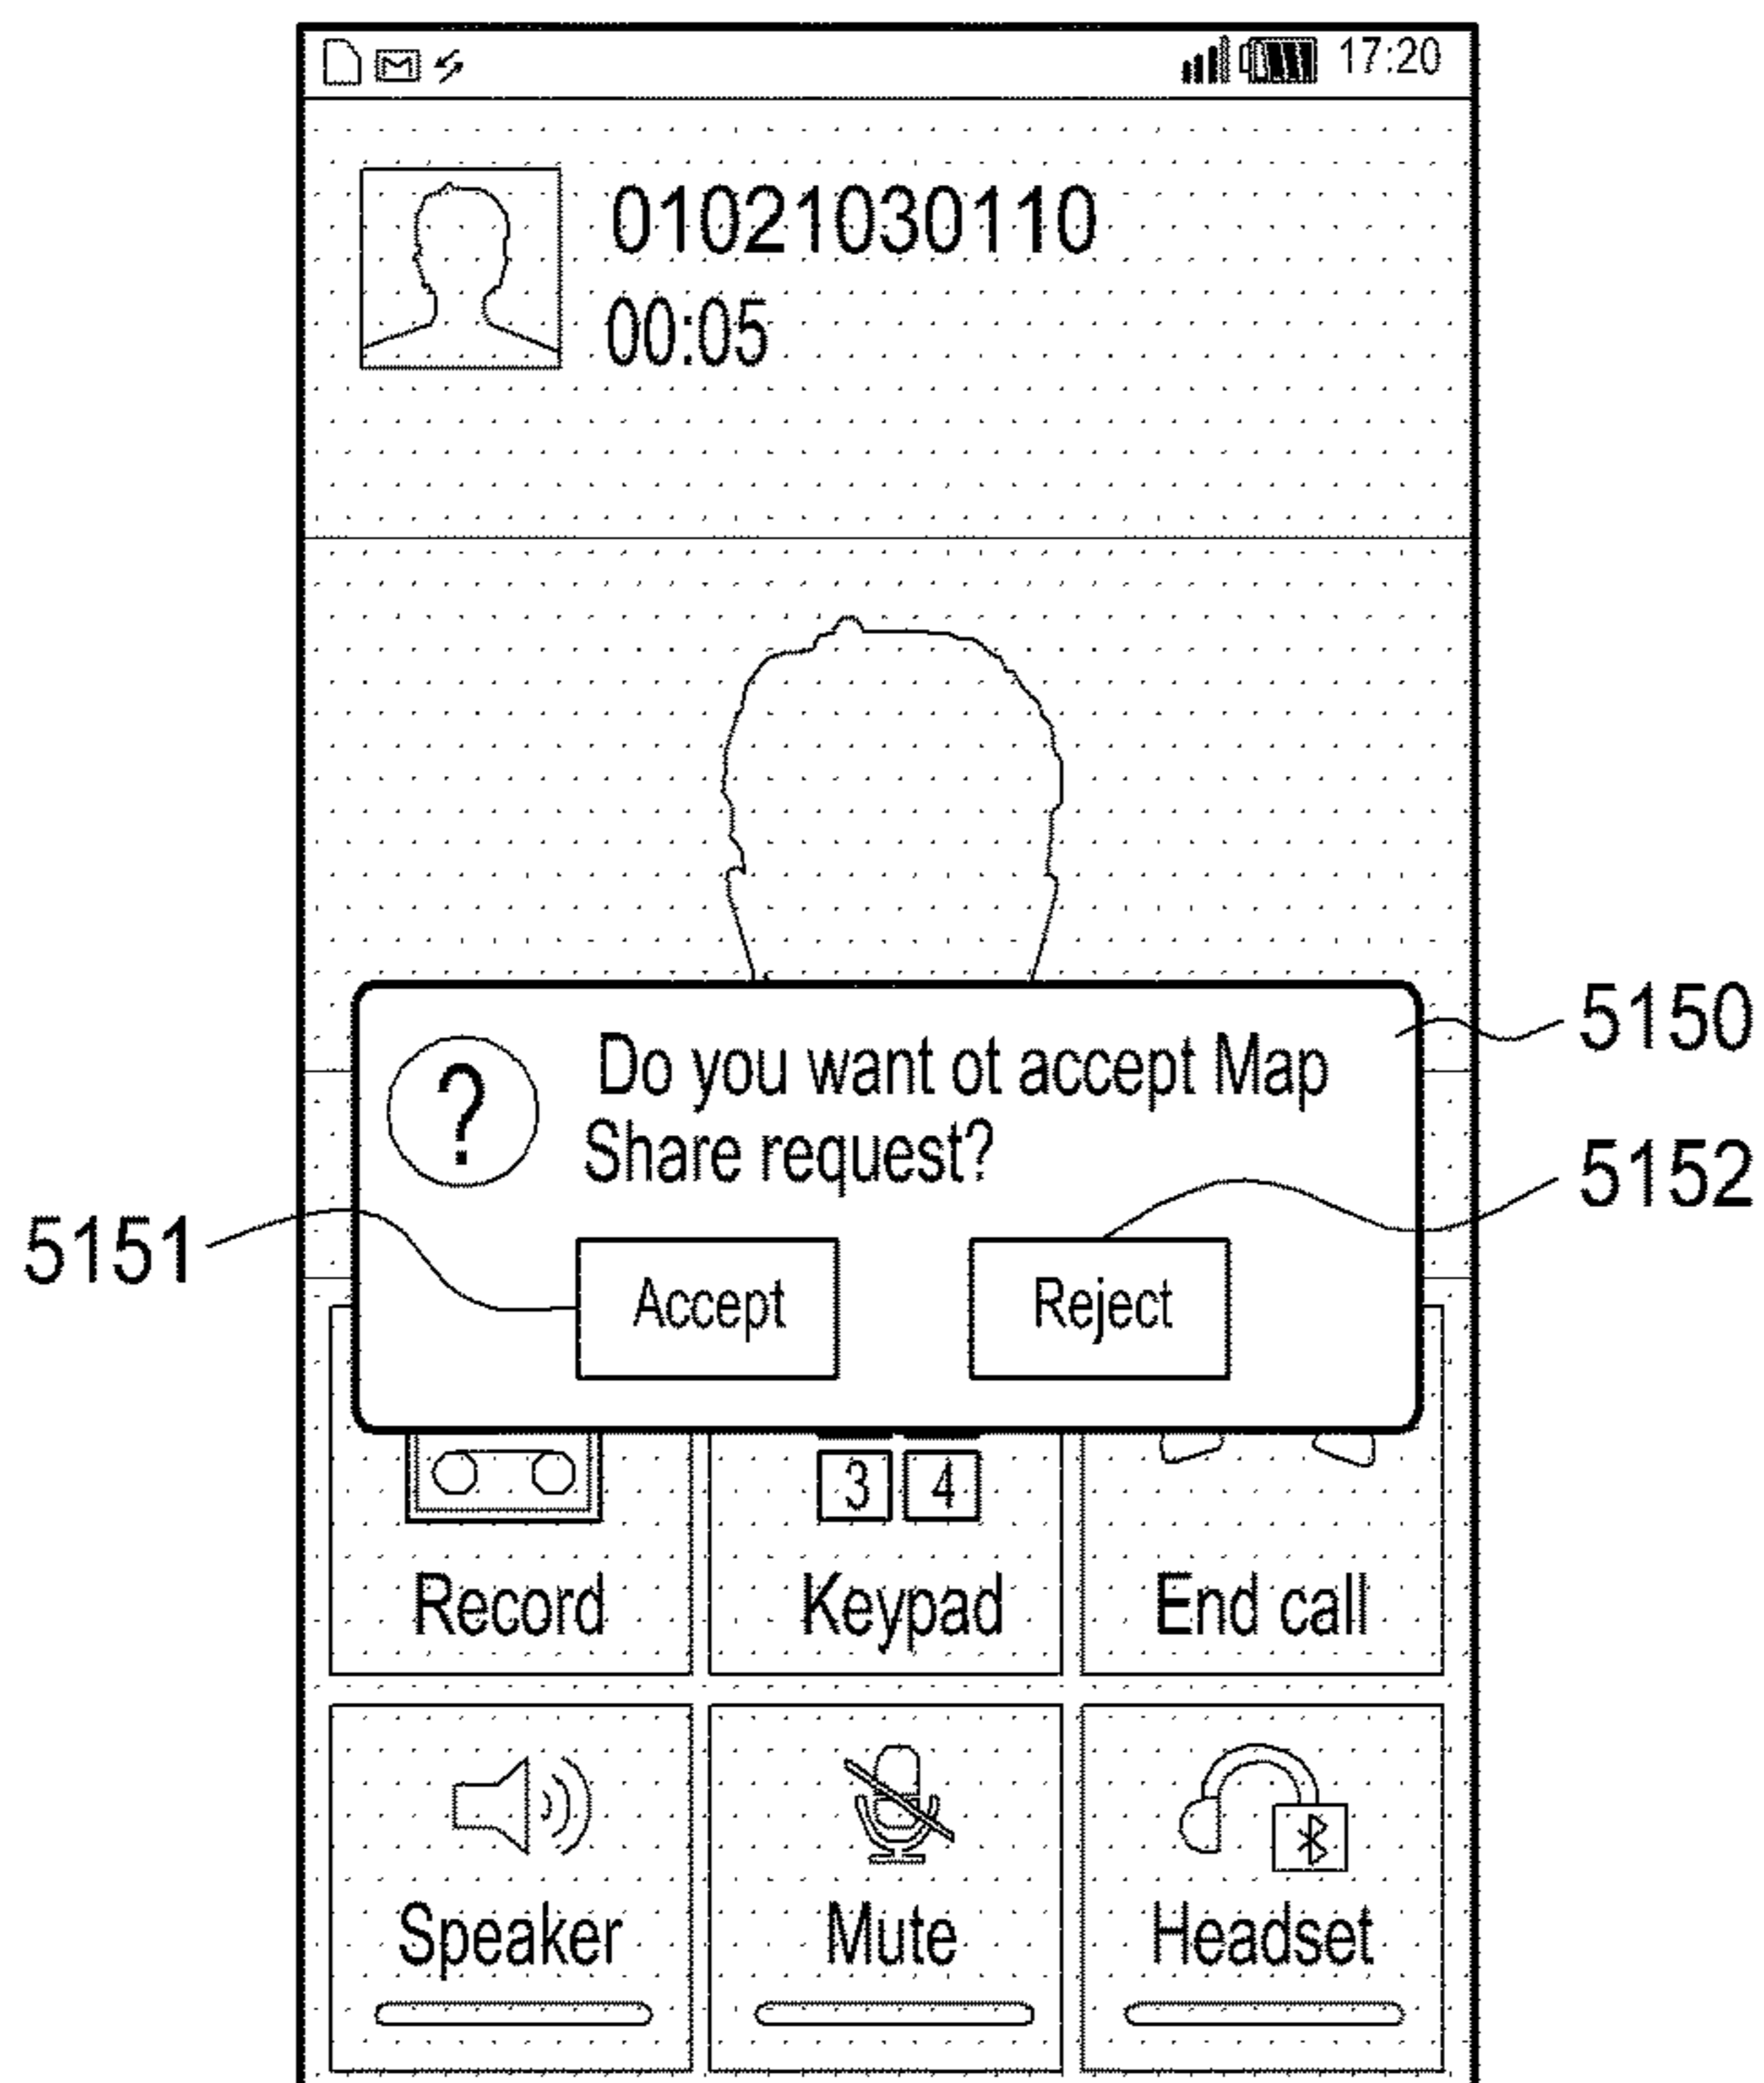 17:20
01021030110
00:05
5150
? Do you want ot accept Map
Share request?
5152
5151
Accept Reject
3 4
Record Keypad End call
Speaker Mute Headset